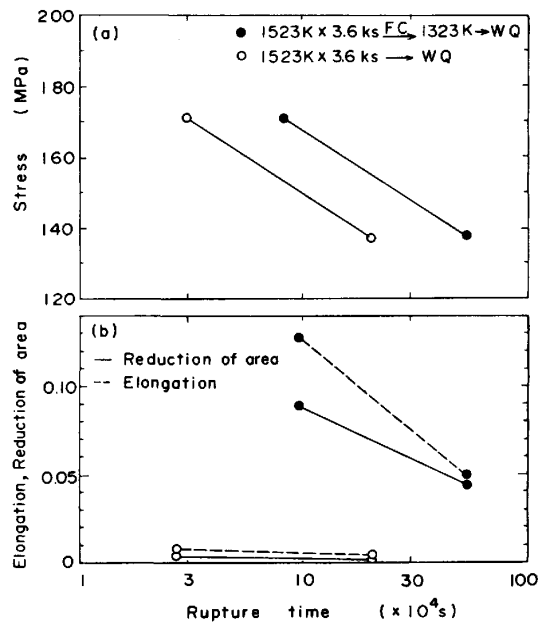 (a)
● 1523K × 3.6 ks FC → 1323K → WQ
○ 1523K × 3.6 ks → WQ
Stress (MPa)
200
180
160
140
120
(b)
— Reduction of area
--- Elongation
Elongation, Reduction of area
0.10
0.05
0
1 3 10 30 100
Rupture time (×10⁴s)